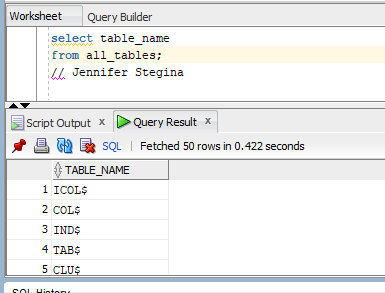 Worksheet Query Builder
select table_name
from all_tables;
// Jennifer Stegina
Script Output x Query Result x
SQL | Fetched 50 rows in 0.422 seconds
TABLE_NAME
1 ICOL$
2 COL$
3 IND$
4 TAB$
5 CLU$
SQL History